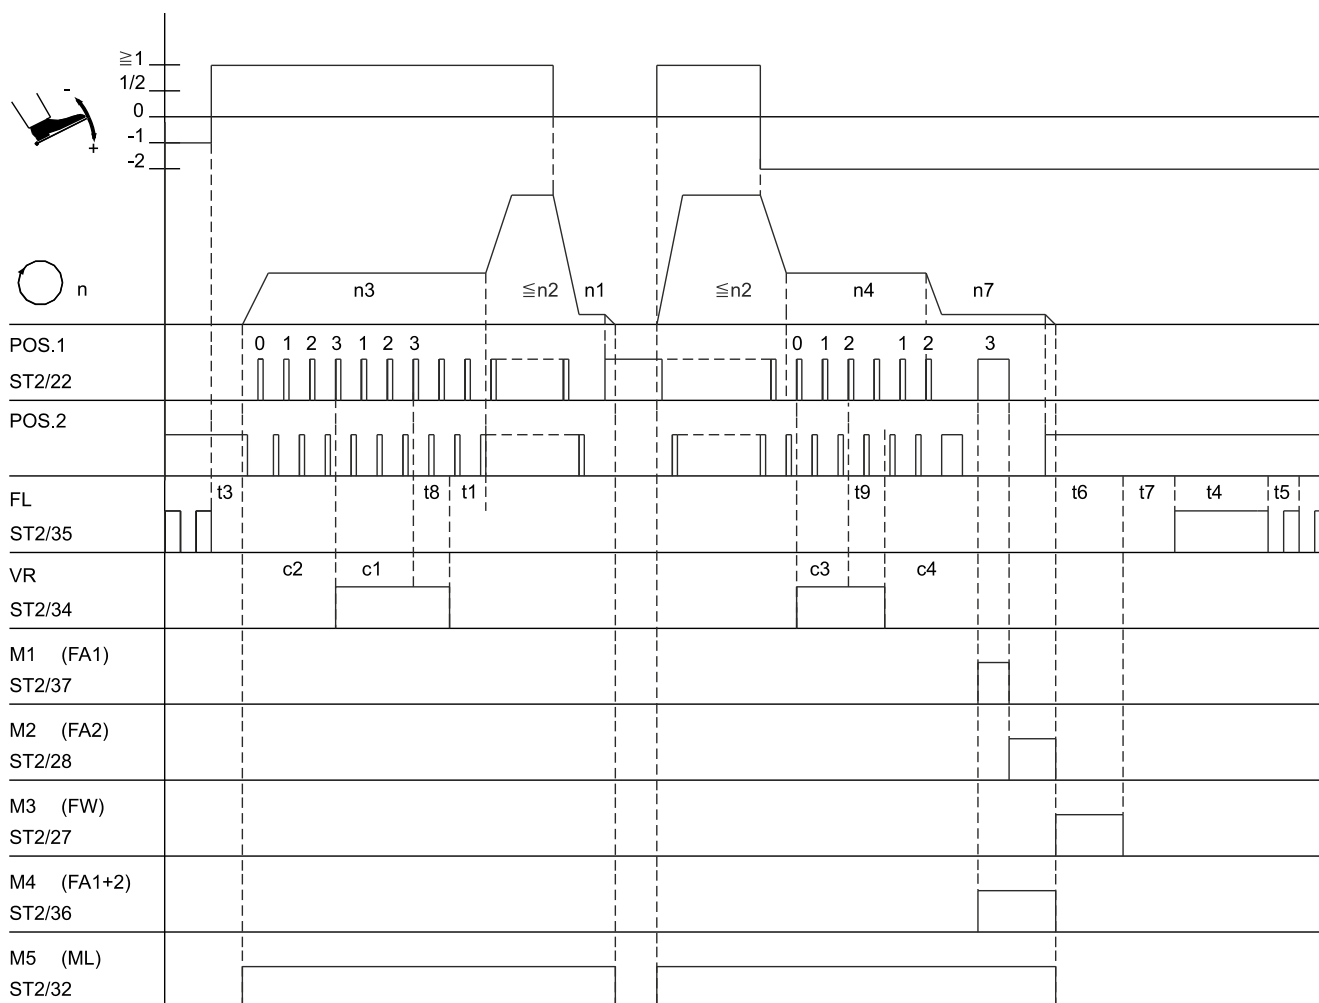 ≧1
1/2
0
-1
-2
-
+
n
n3
≦n2
n1
≦n2
n4
n7
POS.1
0 1 2 3 1 2 3
0 1 2 1 2 3
ST2/22
POS.2
FL
t3 t8 t1 t9 t6 t7 t4 t5
ST2/35
VR
c2 c1 c3 c4
ST2/34
M1 (FA1)
ST2/37
M2 (FA2)
ST2/28
M3 (FW)
ST2/27
M4 (FA1+2)
ST2/36
M5 (ML)
ST2/32